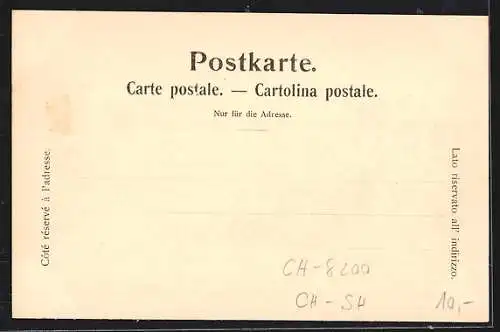 Postkarte.
Carte postale. — Cartolina postale.
Nur für die Adresse.
Côté réservé à l'adresse.
Lato riservato all' indirizzo.
CH-8200
CH-SH 10,-